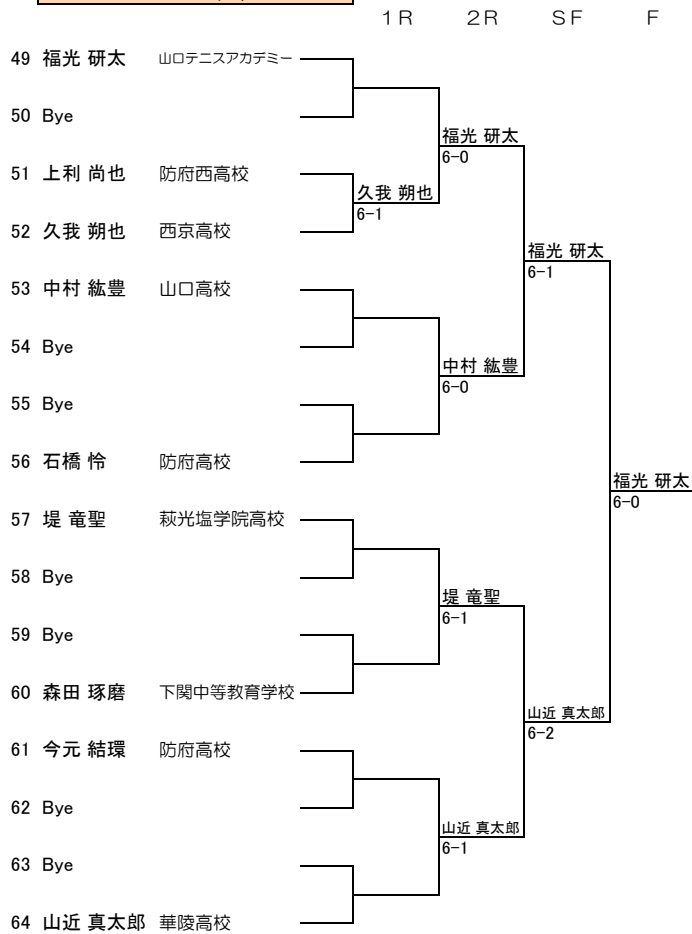 1R 2R SF F
49 福光 研太 山口テニスアカデミー
50 Bye
福光 研太
6-0
51 上利 尚也 防府西高校
久我 朔也
6-1
52 久我 朔也 西京高校
福光 研太
6-1
53 中村 紘豊 山口高校
54 Bye
中村 紘豊
6-0
55 Bye
56 石橋 怜 防府高校
福光 研太
6-0
57 堤 竜聖 萩光塩学院高校
58 Bye
堤 竜聖
6-1
59 Bye
60 森田 琢磨 下関中等教育学校
山近 真太郎
6-2
61 今元 結環 防府高校
62 Bye
山近 真太郎
6-1
63 Bye
64 山近 真太郎 華陵高校